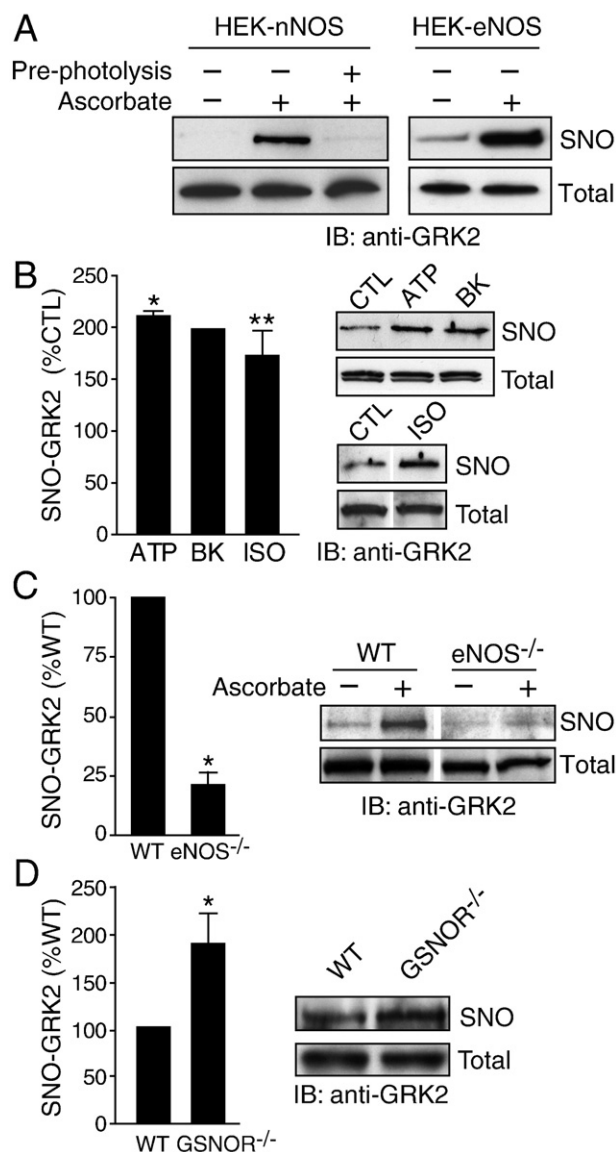 A
HEK-nNOS HEK-eNOS
Pre-photolysis − − +
Ascorbate − + + − +
SNO
Total
IB: anti-GRK2
B
SNO-GRK2 (%CTL)
250
200
150
100
50
0
* **
ATP BK ISO
CTL ATP BK
SNO
Total
CTL ISO
SNO
Total
IB: anti-GRK2
C
SNO-GRK2 (%WT)
100
75
50
25
0
*
WT eNOS-/-
WT eNOS-/-
Ascorbate − + − +
SNO
Total
IB: anti-GRK2
D
SNO-GRK2 (%WT)
250
200
150
100
50
0
*
WT GSNOR-/-
WT GSNOR-/-
SNO
Total
IB: anti-GRK2